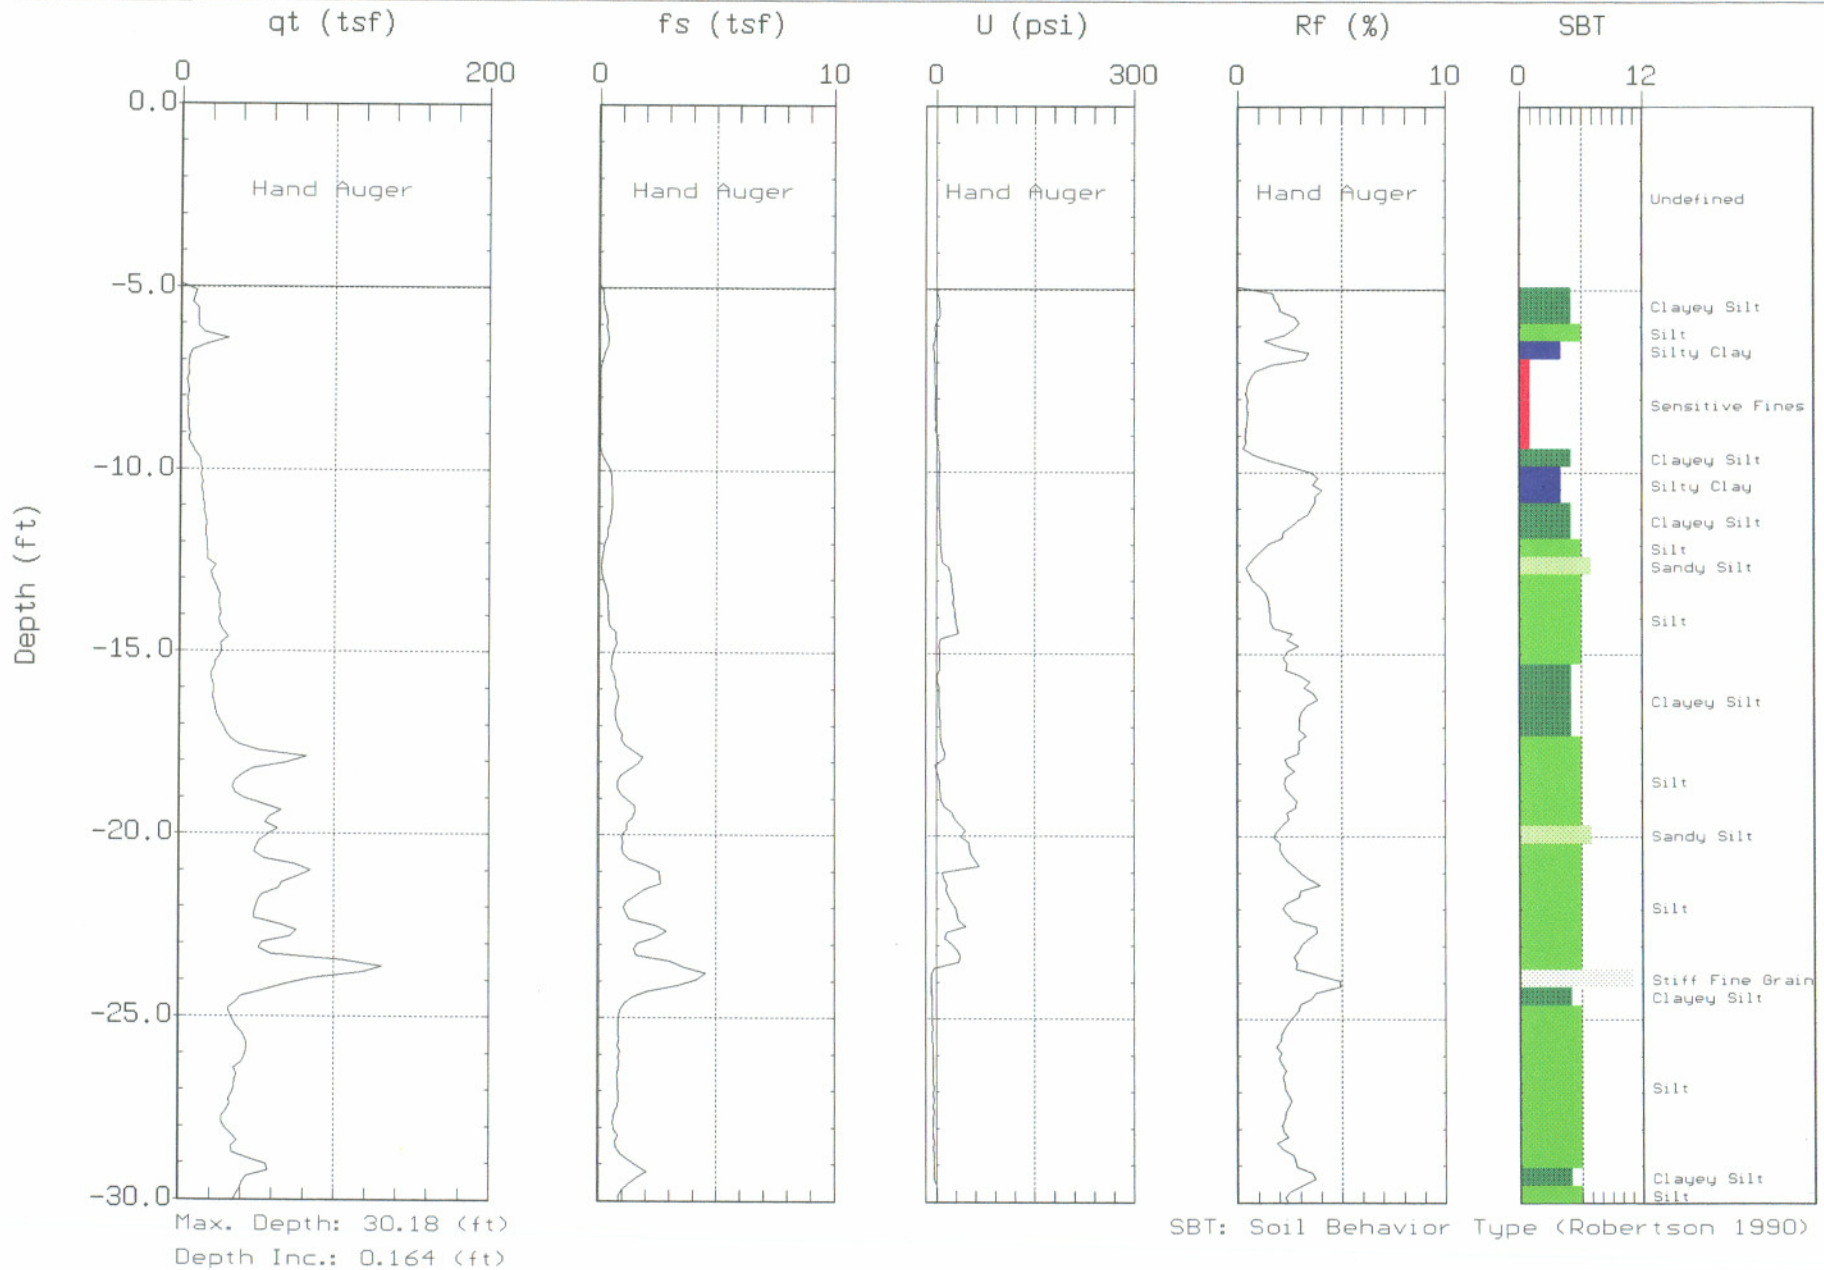 qt (tsf) fs (tsf) U (psi) Rf (%) SBT
0 200 0 10 0 300 0 10 0 12
0.0
Hand Auger Hand Auger Hand Auger Hand Auger
Undefined
-5.0
Clayey Silt
Silt
Silty Clay
Sensitive Fines
-10.0
Clayey Silt
Silty Clay
Clayey Silt
Silt
Sandy Silt
Silt
Depth (ft)
-15.0
Clayey Silt
Silt
-20.0
Sandy Silt
Silt
Stiff Fine Grain
Clayey Silt
-25.0
Silt
Clayey Silt
-30.0
Silt
Max. Depth: 30.18 (ft)
SBT: Soil Behavior Type (Robertson 1990)
Depth Inc.: 0.164 (ft)